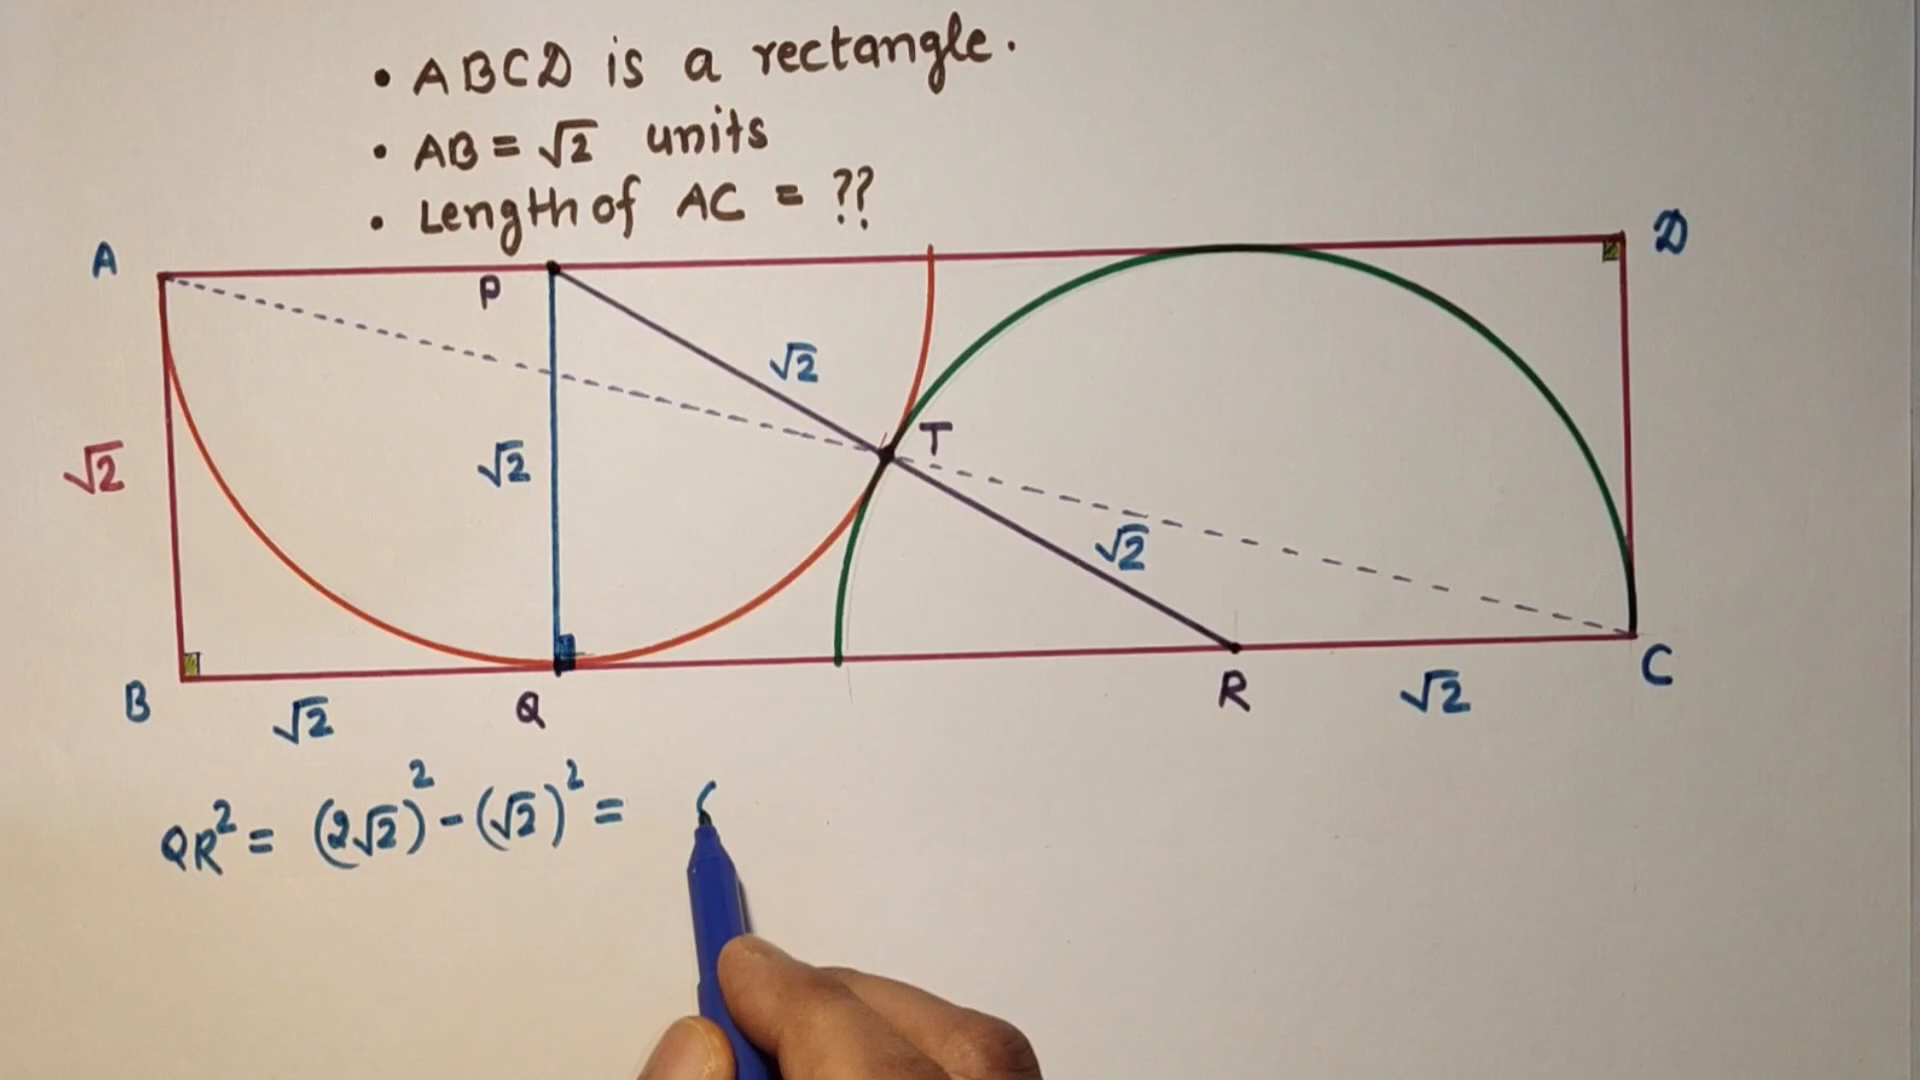 • ABCD is a rectangle.
• AB = √2 units
• Length of AC = ??
A
D
P
√2
T
√2
√2
√2
B
√2
Q
R
√2
C
QR² = (2√2)² - (√2)² =